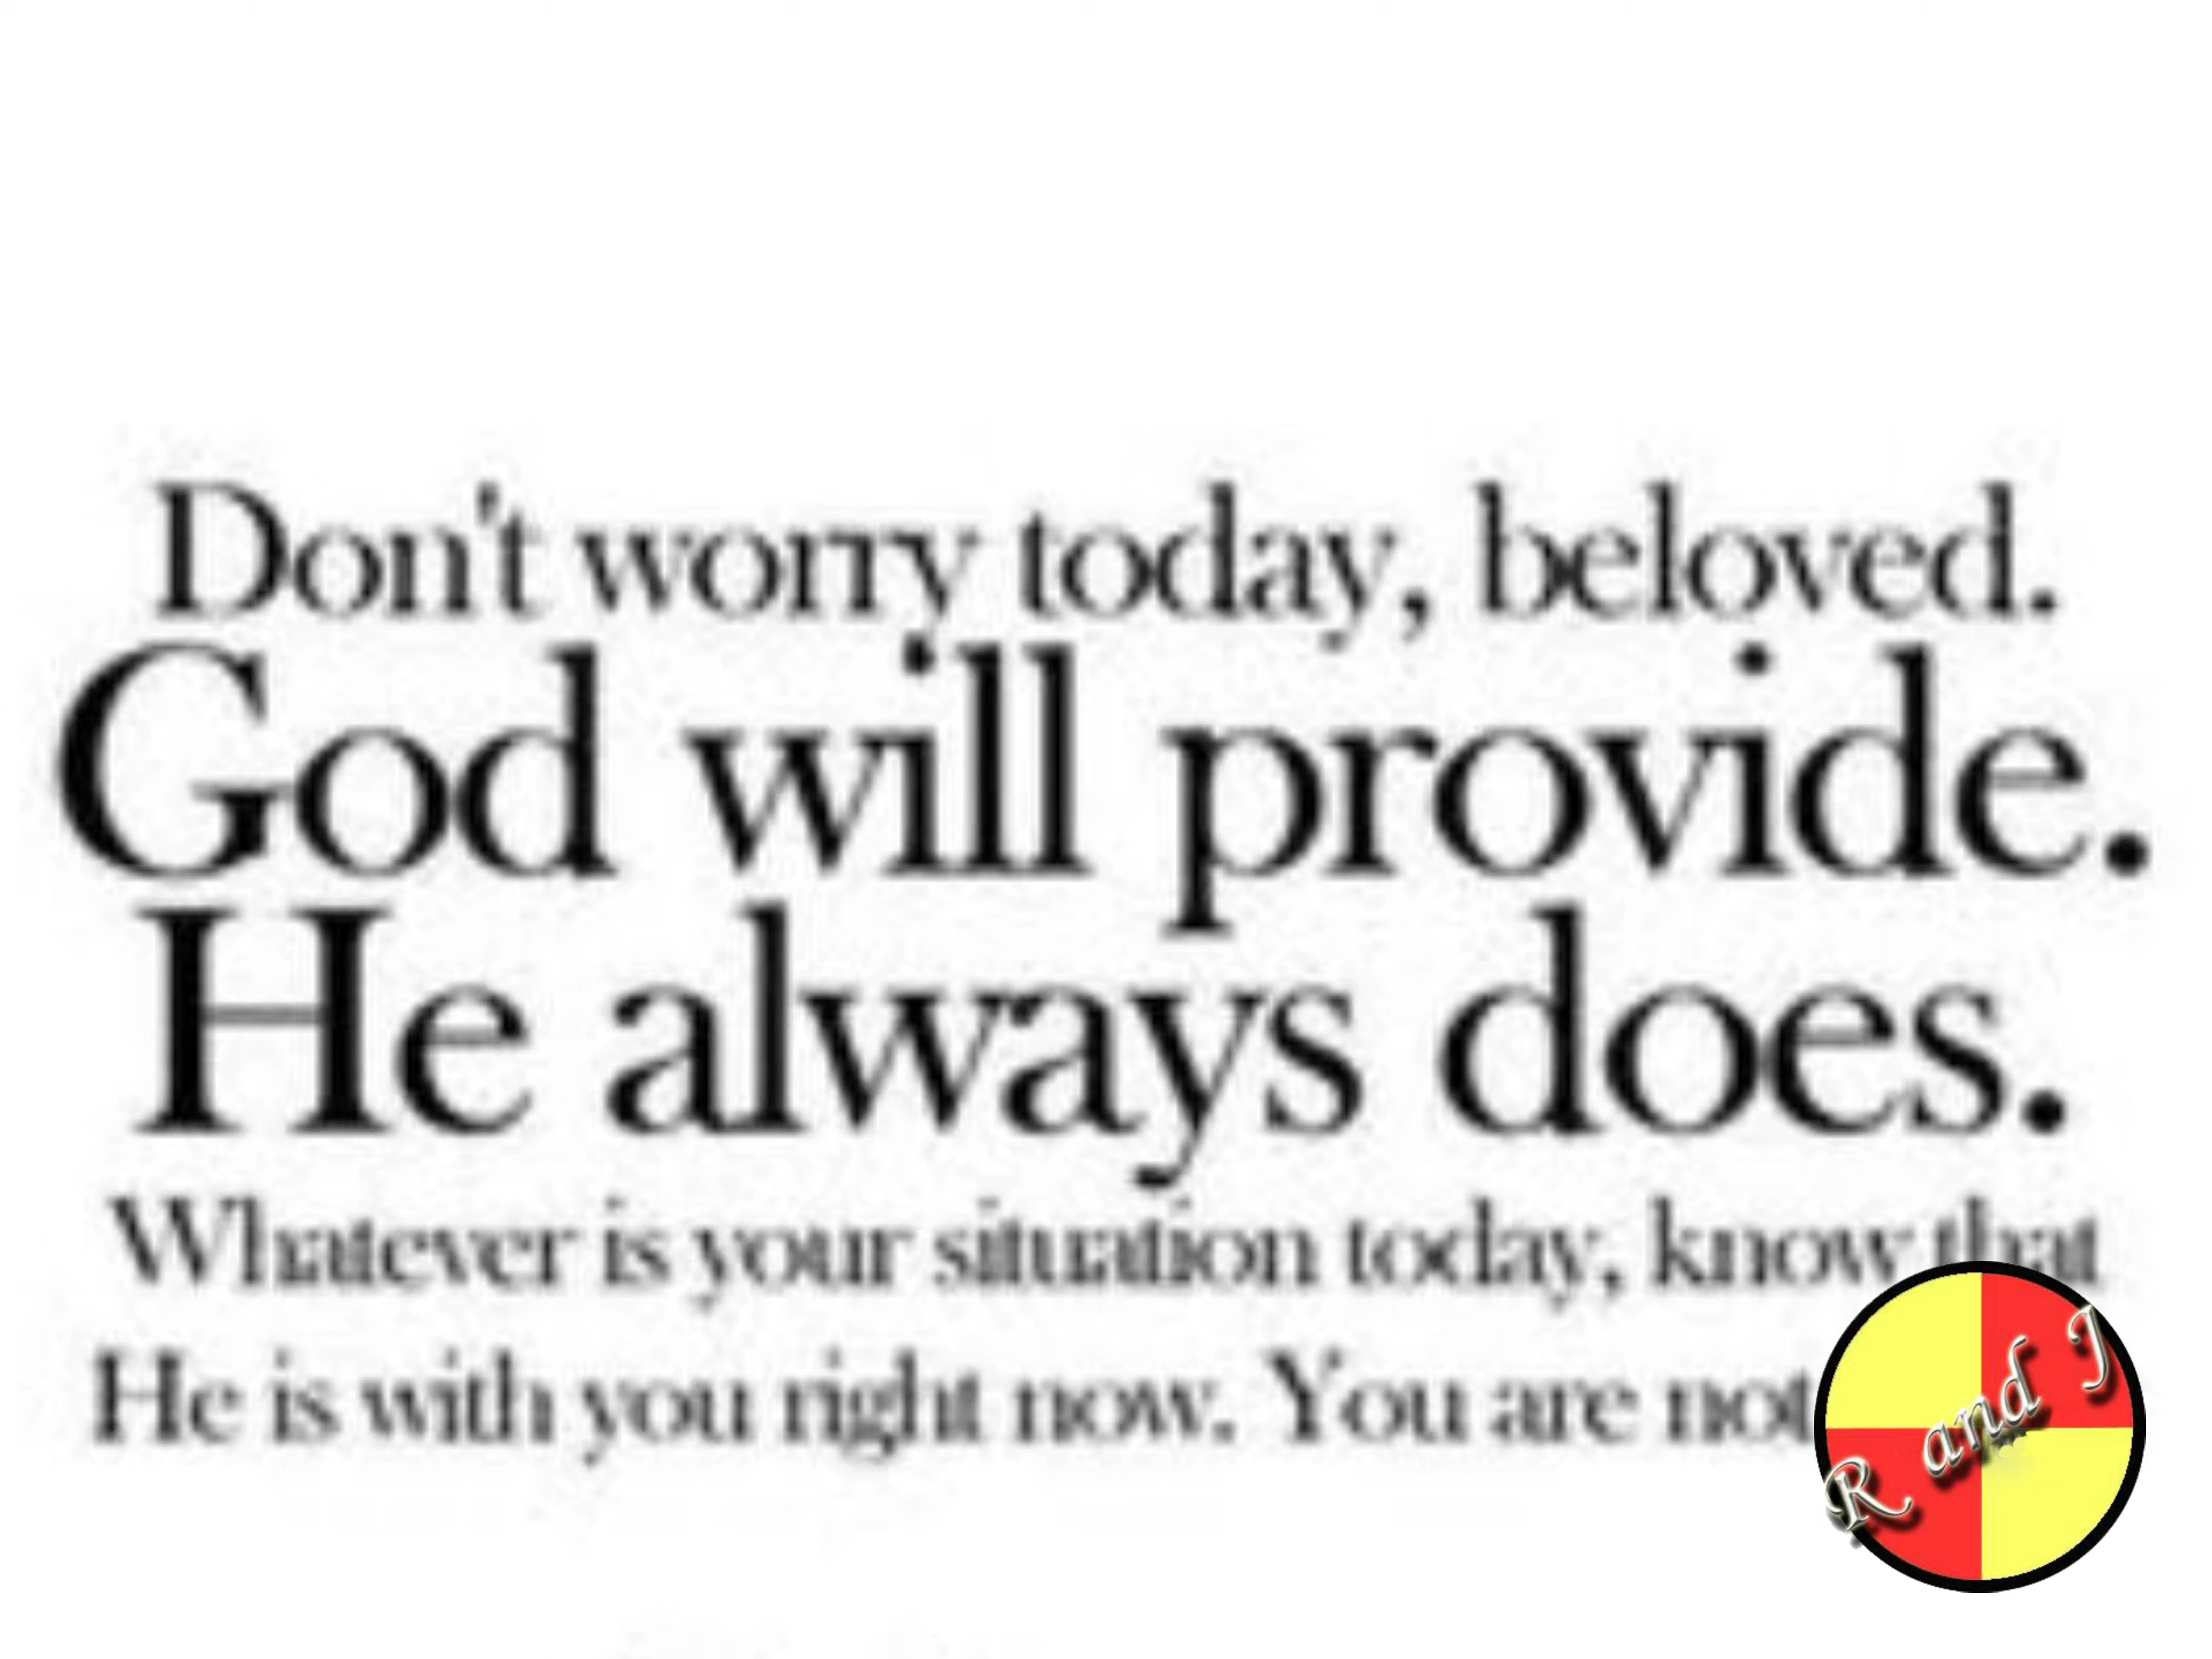 Don't worry today, beloved.
God will provide.
He always does.
Whatever is your situation today, know that
He is with you right now. You are not
R and J